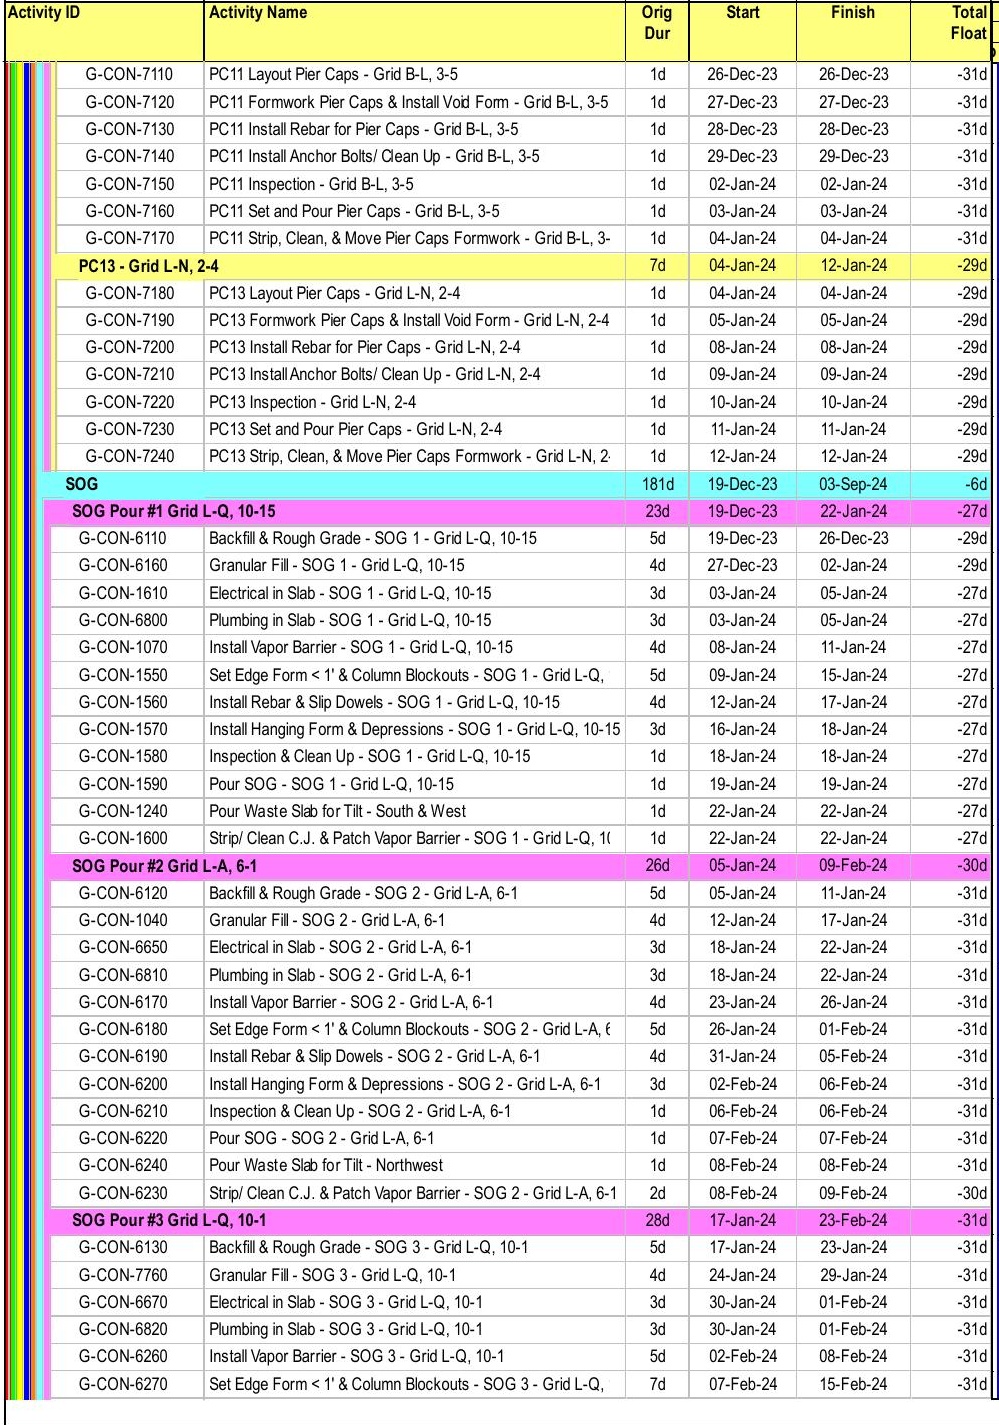 Activity ID Activity Name Orig Dur Start Finish Total Float
G-CON-7110 PC11 Layout Pier Caps - Grid B-L, 3-5 1d 26-Dec-23 26-Dec-23 -31d
G-CON-7120 PC11 Formwork Pier Caps & Install Void Form - Grid B-L, 3-5 1d 27-Dec-23 27-Dec-23 -31d
G-CON-7130 PC11 Install Rebar for Pier Caps - Grid B-L, 3-5 1d 28-Dec-23 28-Dec-23 -31d
G-CON-7140 PC11 Install Anchor Bolts/ Clean Up - Grid B-L, 3-5 1d 29-Dec-23 29-Dec-23 -31d
G-CON-7150 PC11 Inspection - Grid B-L, 3-5 1d 02-Jan-24 02-Jan-24 -31d
G-CON-7160 PC11 Set and Pour Pier Caps - Grid B-L, 3-5 1d 03-Jan-24 03-Jan-24 -31d
G-CON-7170 PC11 Strip, Clean, & Move Pier Caps Formwork - Grid B-L, 3- 1d 04-Jan-24 04-Jan-24 -31d
PC13 - Grid L-N, 2-4 7d 04-Jan-24 12-Jan-24 -29d
G-CON-7180 PC13 Layout Pier Caps - Grid L-N, 2-4 1d 04-Jan-24 04-Jan-24 -29d
G-CON-7190 PC13 Formwork Pier Caps & Install Void Form - Grid L-N, 2-4 1d 05-Jan-24 05-Jan-24 -29d
G-CON-7200 PC13 Install Rebar for Pier Caps - Grid L-N, 2-4 1d 08-Jan-24 08-Jan-24 -29d
G-CON-7210 PC13 Install Anchor Bolts/ Clean Up - Grid L-N, 2-4 1d 09-Jan-24 09-Jan-24 -29d
G-CON-7220 PC13 Inspection - Grid L-N, 2-4 1d 10-Jan-24 10-Jan-24 -29d
G-CON-7230 PC13 Set and Pour Pier Caps - Grid L-N, 2-4 1d 11-Jan-24 11-Jan-24 -29d
G-CON-7240 PC13 Strip, Clean, & Move Pier Caps Formwork - Grid L-N, 2- 1d 12-Jan-24 12-Jan-24 -29d
SOG 181d 19-Dec-23 03-Sep-24 -6d
SOG Pour #1 Grid L-Q, 10-15 23d 19-Dec-23 22-Jan-24 -27d
G-CON-6110 Backfill & Rough Grade - SOG 1 - Grid L-Q, 10-15 5d 19-Dec-23 26-Dec-23 -29d
G-CON-6160 Granular Fill - SOG 1 - Grid L-Q, 10-15 4d 27-Dec-23 02-Jan-24 -29d
G-CON-1610 Electrical in Slab - SOG 1 - Grid L-Q, 10-15 3d 03-Jan-24 05-Jan-24 -27d
G-CON-6800 Plumbing in Slab - SOG 1 - Grid L-Q, 10-15 3d 03-Jan-24 05-Jan-24 -27d
G-CON-1070 Install Vapor Barrier - SOG 1 - Grid L-Q, 10-15 4d 08-Jan-24 11-Jan-24 -27d
G-CON-1550 Set Edge Form < 1' & Column Blockouts - SOG 1 - Grid L-Q, 5d 09-Jan-24 15-Jan-24 -27d
G-CON-1560 Install Rebar & Slip Dowels - SOG 1 - Grid L-Q, 10-15 4d 12-Jan-24 17-Jan-24 -27d
G-CON-1570 Install Hanging Form & Depressions - SOG 1 - Grid L-Q, 10-15 3d 16-Jan-24 18-Jan-24 -27d
G-CON-1580 Inspection & Clean Up - SOG 1 - Grid L-Q, 10-15 1d 18-Jan-24 18-Jan-24 -27d
G-CON-1590 Pour SOG - SOG 1 - Grid L-Q, 10-15 1d 19-Jan-24 19-Jan-24 -27d
G-CON-1240 Pour Waste Slab for Tilt - South & West 1d 22-Jan-24 22-Jan-24 -27d
G-CON-1600 Strip/ Clean C.J. & Patch Vapor Barrier - SOG 1 - Grid L-Q, 1d 22-Jan-24 22-Jan-24 -27d
SOG Pour #2 Grid L-A, 6-1 26d 05-Jan-24 09-Feb-24 -30d
G-CON-6120 Backfill & Rough Grade - SOG 2 - Grid L-A, 6-1 5d 05-Jan-24 11-Jan-24 -31d
G-CON-1040 Granular Fill - SOG 2 - Grid L-A, 6-1 4d 12-Jan-24 17-Jan-24 -31d
G-CON-6650 Electrical in Slab - SOG 2 - Grid L-A, 6-1 3d 18-Jan-24 22-Jan-24 -31d
G-CON-6810 Plumbing in Slab - SOG 2 - Grid L-A, 6-1 3d 18-Jan-24 22-Jan-24 -31d
G-CON-6170 Install Vapor Barrier - SOG 2 - Grid L-A, 6-1 4d 23-Jan-24 26-Jan-24 -31d
G-CON-6180 Set Edge Form < 1' & Column Blockouts - SOG 2 - Grid L-A, 5d 26-Jan-24 01-Feb-24 -31d
G-CON-6190 Install Rebar & Slip Dowels - SOG 2 - Grid L-A, 6-1 4d 31-Jan-24 05-Feb-24 -31d
G-CON-6200 Install Hanging Form & Depressions - SOG 2 - Grid L-A, 6-1 3d 02-Feb-24 06-Feb-24 -31d
G-CON-6210 Inspection & Clean Up - SOG 2 - Grid L-A, 6-1 1d 06-Feb-24 06-Feb-24 -31d
G-CON-6220 Pour SOG - SOG 2 - Grid L-A, 6-1 1d 07-Feb-24 07-Feb-24 -31d
G-CON-6240 Pour Waste Slab for Tilt - Northwest 1d 08-Feb-24 08-Feb-24 -31d
G-CON-6230 Strip/ Clean C.J. & Patch Vapor Barrier - SOG 2 - Grid L-A, 6-1 2d 08-Feb-24 09-Feb-24 -30d
SOG Pour #3 Grid L-Q, 10-1 28d 17-Jan-24 23-Feb-24 -31d
G-CON-6130 Backfill & Rough Grade - SOG 3 - Grid L-Q, 10-1 5d 17-Jan-24 23-Jan-24 -31d
G-CON-7760 Granular Fill - SOG 3 - Grid L-Q, 10-1 4d 24-Jan-24 29-Jan-24 -31d
G-CON-6670 Electrical in Slab - SOG 3 - Grid L-Q, 10-1 3d 30-Jan-24 01-Feb-24 -31d
G-CON-6820 Plumbing in Slab - SOG 3 - Grid L-Q, 10-1 3d 30-Jan-24 01-Feb-24 -31d
G-CON-6260 Install Vapor Barrier - SOG 3 - Grid L-Q, 10-1 5d 02-Feb-24 08-Feb-24 -31d
G-CON-6270 Set Edge Form < 1' & Column Blockouts - SOG 3 - Grid L-Q, 7d 07-Feb-24 15-Feb-24 -31d